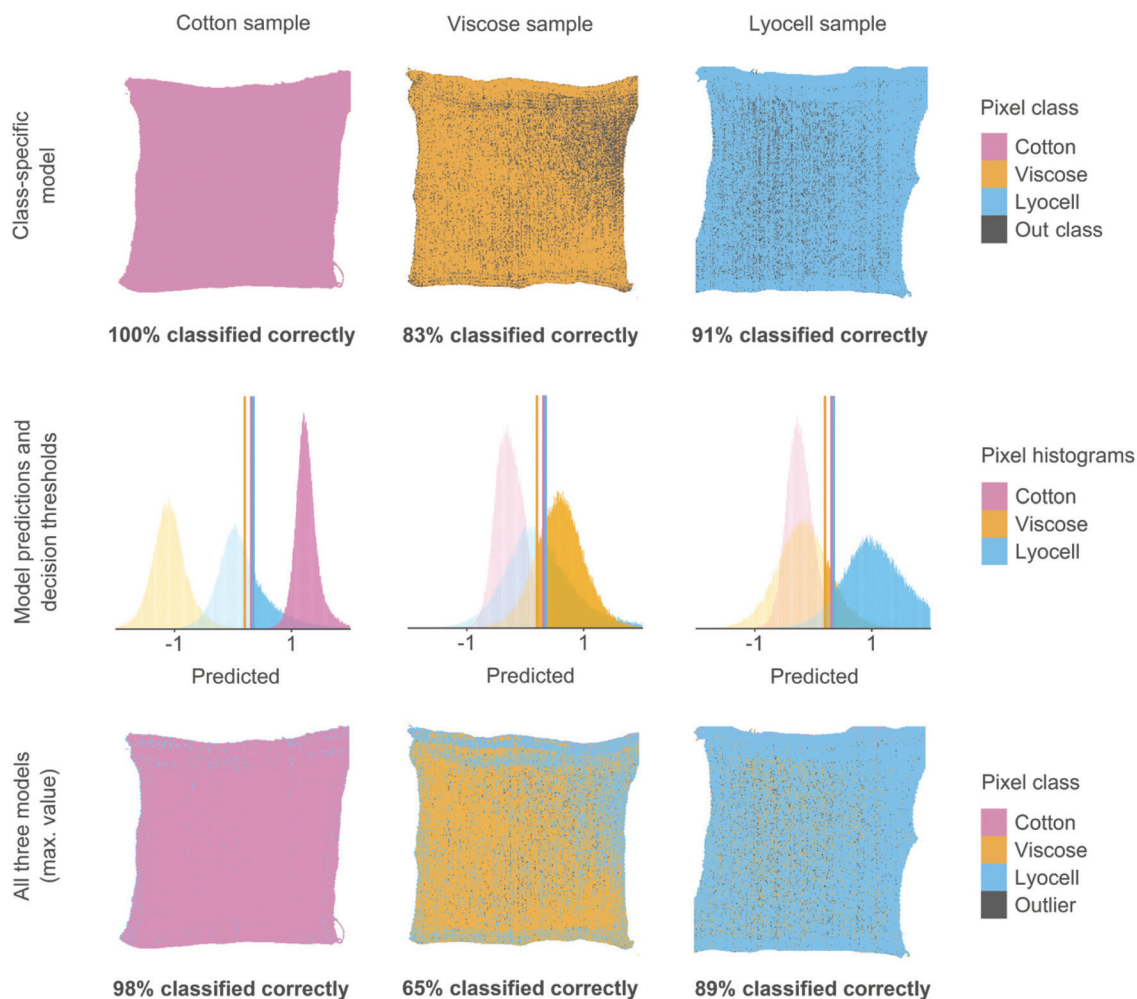 Cotton sample
Viscose sample
Lyocell sample
Class-specific
model
Pixel class
Cotton
Viscose
Lyocell
Out class
100% classified correctly
83% classified correctly
91% classified correctly
Model predictions and
decision thresholds
-1
1
Predicted
-1
1
Predicted
-1
1
Predicted
Pixel histograms
Cotton
Viscose
Lyocell
All three models
(max. value)
Pixel class
Cotton
Viscose
Lyocell
Outlier
98% classified correctly
65% classified correctly
89% classified correctly